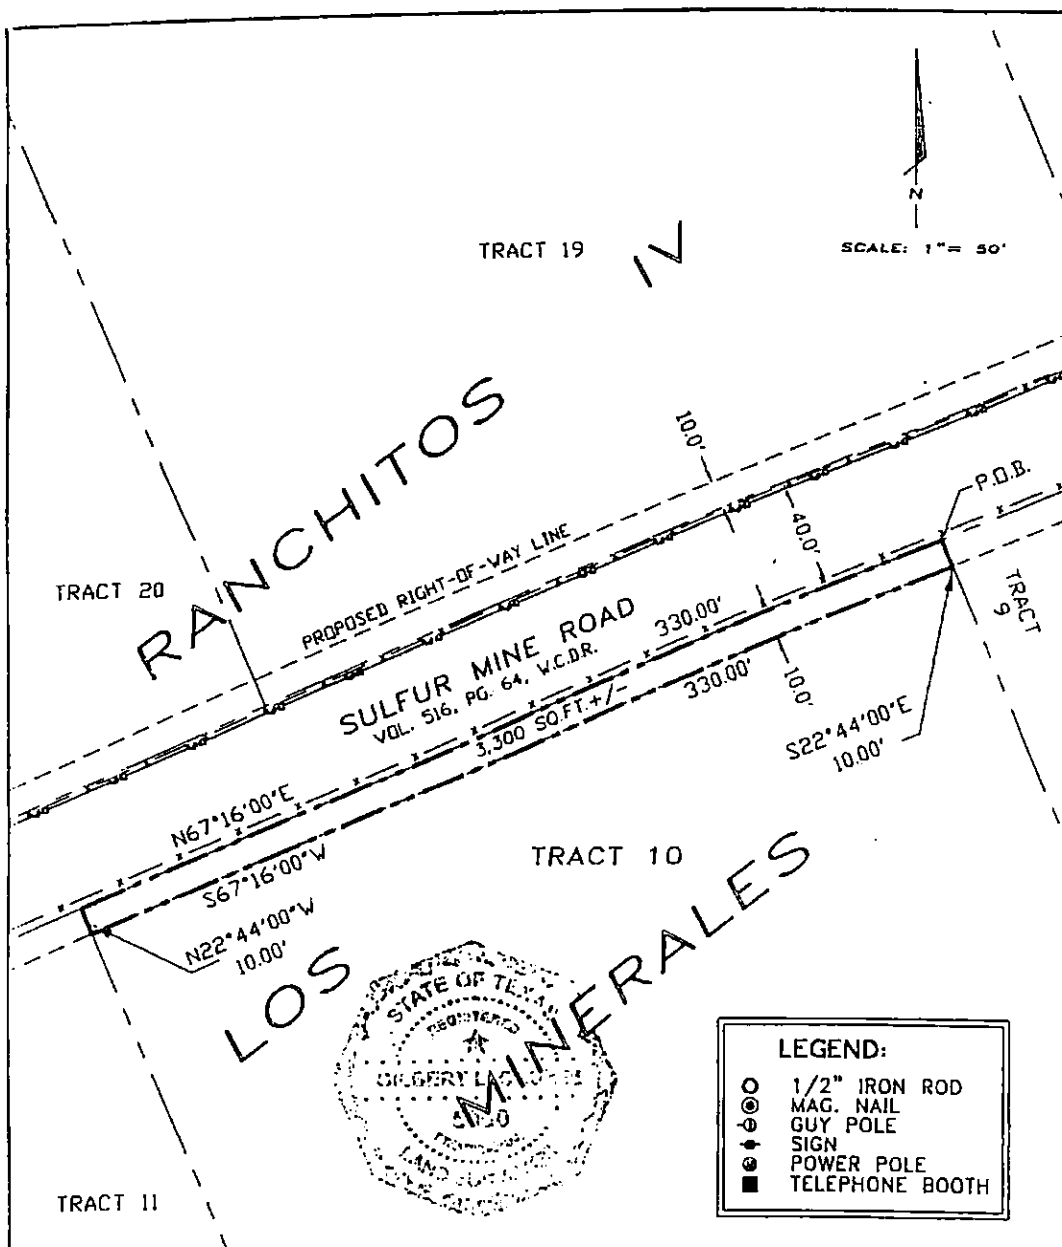 N
SCALE: 1"= 50'
TRACT 19
RANCHITOS IV
TRACT 20
10.0'
PROPOSED RIGHT-OF-WAY LINE
40.0'
P.O.B.
SULFUR MINE ROAD
VOL. 516, PG. 64, W.C.D.R.
330.00'
3,300 SQ.FT.+/-
330.00'
10.0'
TRACT 9
S22°44'00"E
10.00'
N67°16'00"E
S67°16'00"W
N22°44'00"W
10.00'
TRACT 10
LOS MINERALES
STATE OF TEXAS
REGISTERED
GILBERT
LAND
TRACT 11
LEGEND:
1/2" IRON ROD
MAG. NAIL
GUY POLE
SIGN
POWER POLE
TELEPHONE BOOTH